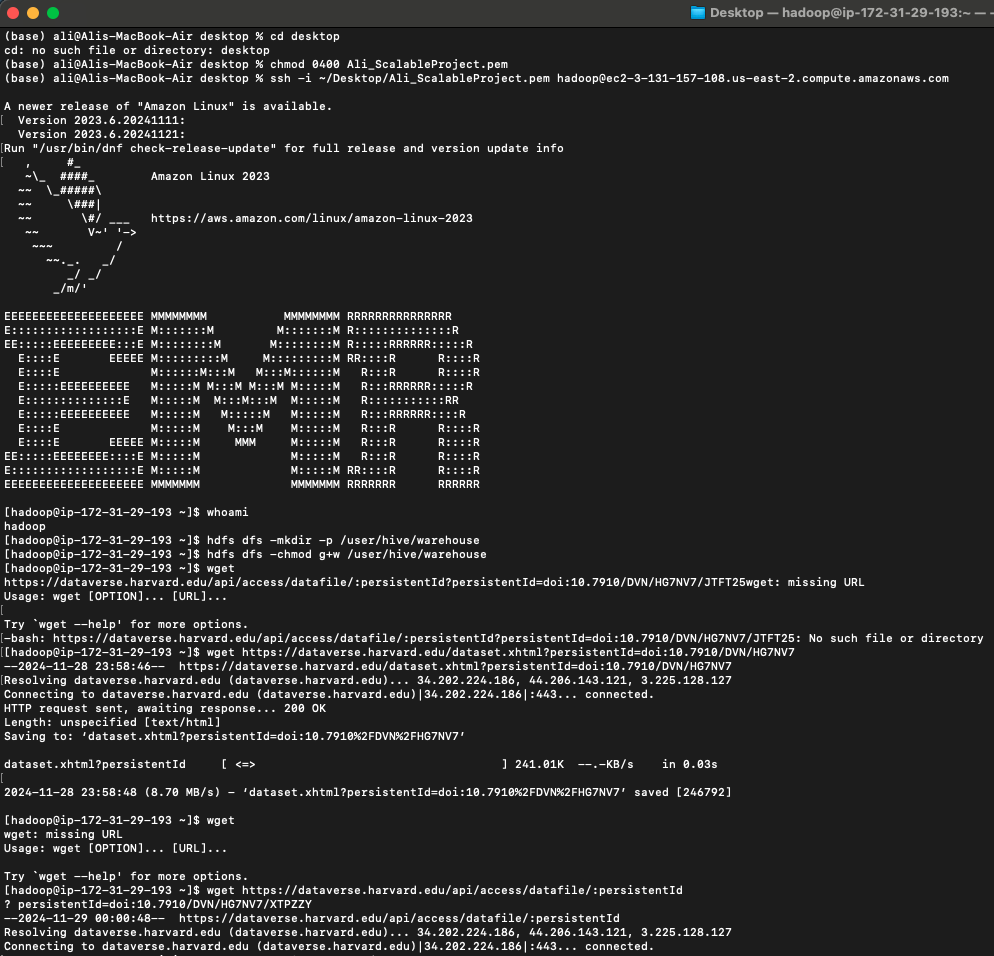 Desktop — hadoop@ip-172-31-29-193:~ — -
(base) ali@Alis-MacBook-Air desktop % cd desktop
cd: no such file or directory: desktop
(base) ali@Alis-MacBook-Air desktop % chmod 0400 Ali_ScalableProject.pem
(base) ali@Alis-MacBook-Air desktop % ssh -i ~/Desktop/Ali_ScalableProject.pem hadoop@ec2-3-131-157-108.us-east-2.compute.amazonaws.com

A newer release of "Amazon Linux" is available.
[  Version 2023.6.20241111:
  Version 2023.6.20241121:
[Run "/usr/bin/dnf check-release-update" for full release and version update info
[   ,     #_
   ~\_  ####_        Amazon Linux 2023
  ~~  \_#####\
  ~~     \###|
  ~~       \#/ ___   https://aws.amazon.com/linux/amazon-linux-2023
   ~~       V~' '->
    ~~~         /
      ~~._.   _/
         _/ _/
       _/m/'

EEEEEEEEEEEEEEEEEEEE MMMMMMMM           MMMMMMMM RRRRRRRRRRRRRRR
E::::::::::::::::::E M:::::::M         M:::::::M R::::::::::::::R
EE:::::EEEEEEEEE:::E M::::::::M       M::::::::M R:::::RRRRRR:::::R
  E::::E       EEEEE M:::::::::M     M:::::::::M RR::::R      R::::R
  E::::E             M::::::M:::M   M:::M::::::M   R:::R      R::::R
  E:::::EEEEEEEEEE   M:::::M M:::M M:::M M:::::M   R:::RRRRRR:::::R
  E::::::::::::::E   M:::::M  M:::M:::M  M:::::M   R:::::::::::RR
  E:::::EEEEEEEEEE   M:::::M   M:::::M   M:::::M   R:::RRRRRR::::R
  E::::E             M:::::M    M:::M    M:::::M   R:::R      R::::R
  E::::E       EEEEE M:::::M     MMM     M:::::M   R:::R      R::::R
EE:::::EEEEEEEE::::E M:::::M             M:::::M   R:::R      R::::R
E::::::::::::::::::E M:::::M             M:::::M RR::::R      R::::R
EEEEEEEEEEEEEEEEEEEE MMMMMMM             MMMMMMM RRRRRRR      RRRRRR

[hadoop@ip-172-31-29-193 ~]$ whoami
hadoop
[hadoop@ip-172-31-29-193 ~]$ hdfs dfs -mkdir -p /user/hive/warehouse
[hadoop@ip-172-31-29-193 ~]$ hdfs dfs -chmod g+w /user/hive/warehouse
[hadoop@ip-172-31-29-193 ~]$ wget
https://dataverse.harvard.edu/api/access/datafile/:persistentId?persistentId=doi:10.7910/DVN/HG7NV7/JTFT25wget: missing URL
Usage: wget [OPTION]... [URL]...
[
Try `wget --help' for more options.
[-bash: https://dataverse.harvard.edu/api/access/datafile/:persistentId?persistentId=doi:10.7910/DVN/HG7NV7/JTFT25: No such file or directory
[[hadoop@ip-172-31-29-193 ~]$ wget https://dataverse.harvard.edu/dataset.xhtml?persistentId=doi:10.7910/DVN/HG7NV7
--2024-11-28 23:58:46--  https://dataverse.harvard.edu/dataset.xhtml?persistentId=doi:10.7910/DVN/HG7NV7
[Resolving dataverse.harvard.edu (dataverse.harvard.edu)... 34.202.224.186, 44.206.143.121, 3.225.128.127
Connecting to dataverse.harvard.edu (dataverse.harvard.edu)|34.202.224.186|:443... connected.
HTTP request sent, awaiting response... 200 OK
Length: unspecified [text/html]
Saving to: ‘dataset.xhtml?persistentId=doi:10.7910%2FDVN%2FHG7NV7’

dataset.xhtml?persistentId     [ <=>                                   ] 241.01K  --.-KB/s    in 0.03s
[
2024-11-28 23:58:48 (8.70 MB/s) - ‘dataset.xhtml?persistentId=doi:10.7910%2FDVN%2FHG7NV7’ saved [246792]

[hadoop@ip-172-31-29-193 ~]$ wget
wget: missing URL
Usage: wget [OPTION]... [URL]...

Try `wget --help' for more options.
[hadoop@ip-172-31-29-193 ~]$ wget https://dataverse.harvard.edu/api/access/datafile/:persistentId
? persistentId=doi:10.7910/DVN/HG7NV7/XTPZZY
--2024-11-29 00:00:48--  https://dataverse.harvard.edu/api/access/datafile/:persistentId
Resolving dataverse.harvard.edu (dataverse.harvard.edu)... 34.202.224.186, 44.206.143.121, 3.225.128.127
Connecting to dataverse.harvard.edu (dataverse.harvard.edu)|34.202.224.186|:443... connected.